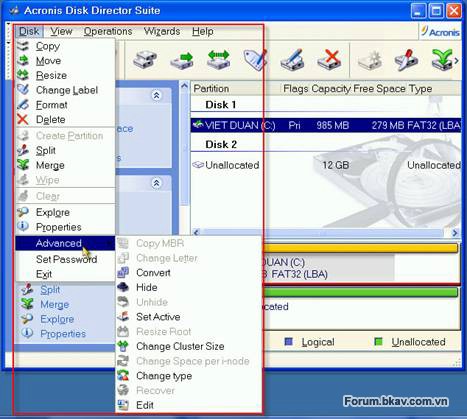 Acronis Disk Director Suite
Disk View Operations Wizards Help
Acronis
Copy
Move
Resize
Change Label
Format
Delete
Create Partition
Split
Merge
Wipe
Clear
Explore
Properties
Advanced
Set Password
Exit
Partition Flags Capacity Free Space Type
Disk 1
VIET DUAN (C:) Pri 985 MB 279 MB FAT32 (LBA)
Disk 2
Unallocated 12 GB Unallocated
Copy MBR
Change Letter
Convert
Hide
Unhide
Set Active
Resize Root
Change Cluster Size
Change Space per i-node
Change type
Recover
Edit
Split
Merge
Explore
Properties
DUAN (C:)
FAT32 (LBA)
Logical Unallocated
Forum.bkav.com.vn